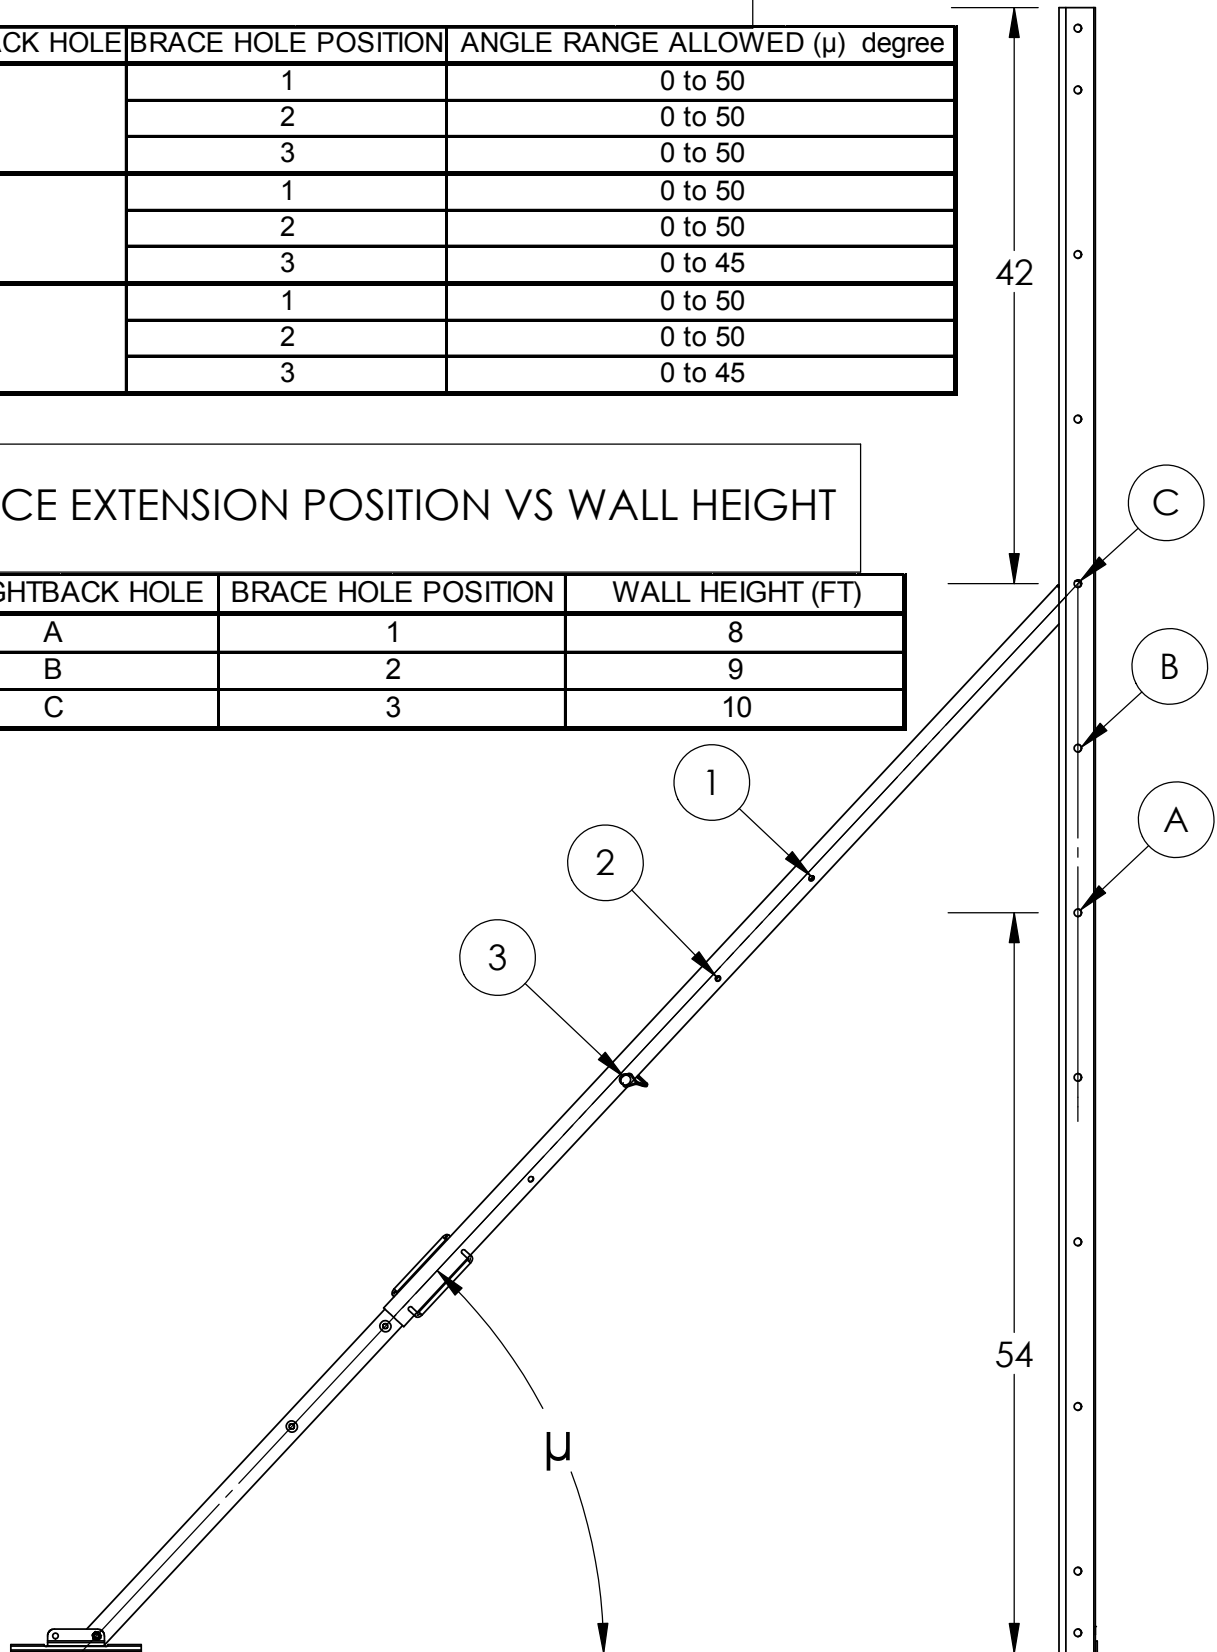 ACK HOLE BRACE HOLE POSITION ANGLE RANGE ALLOWED (µ) degree
1 0 to 50
2 0 to 50
3 0 to 50
1 0 to 50
2 0 to 50
3 0 to 45
1 0 to 50
2 0 to 50
3 0 to 45
42
CE EXTENSION POSITION VS WALL HEIGHT
C
GHTBACK HOLE BRACE HOLE POSITION WALL HEIGHT (FT)
A 1 8
B 2 9
C 3 10
B
1
A
2
3
54
µ